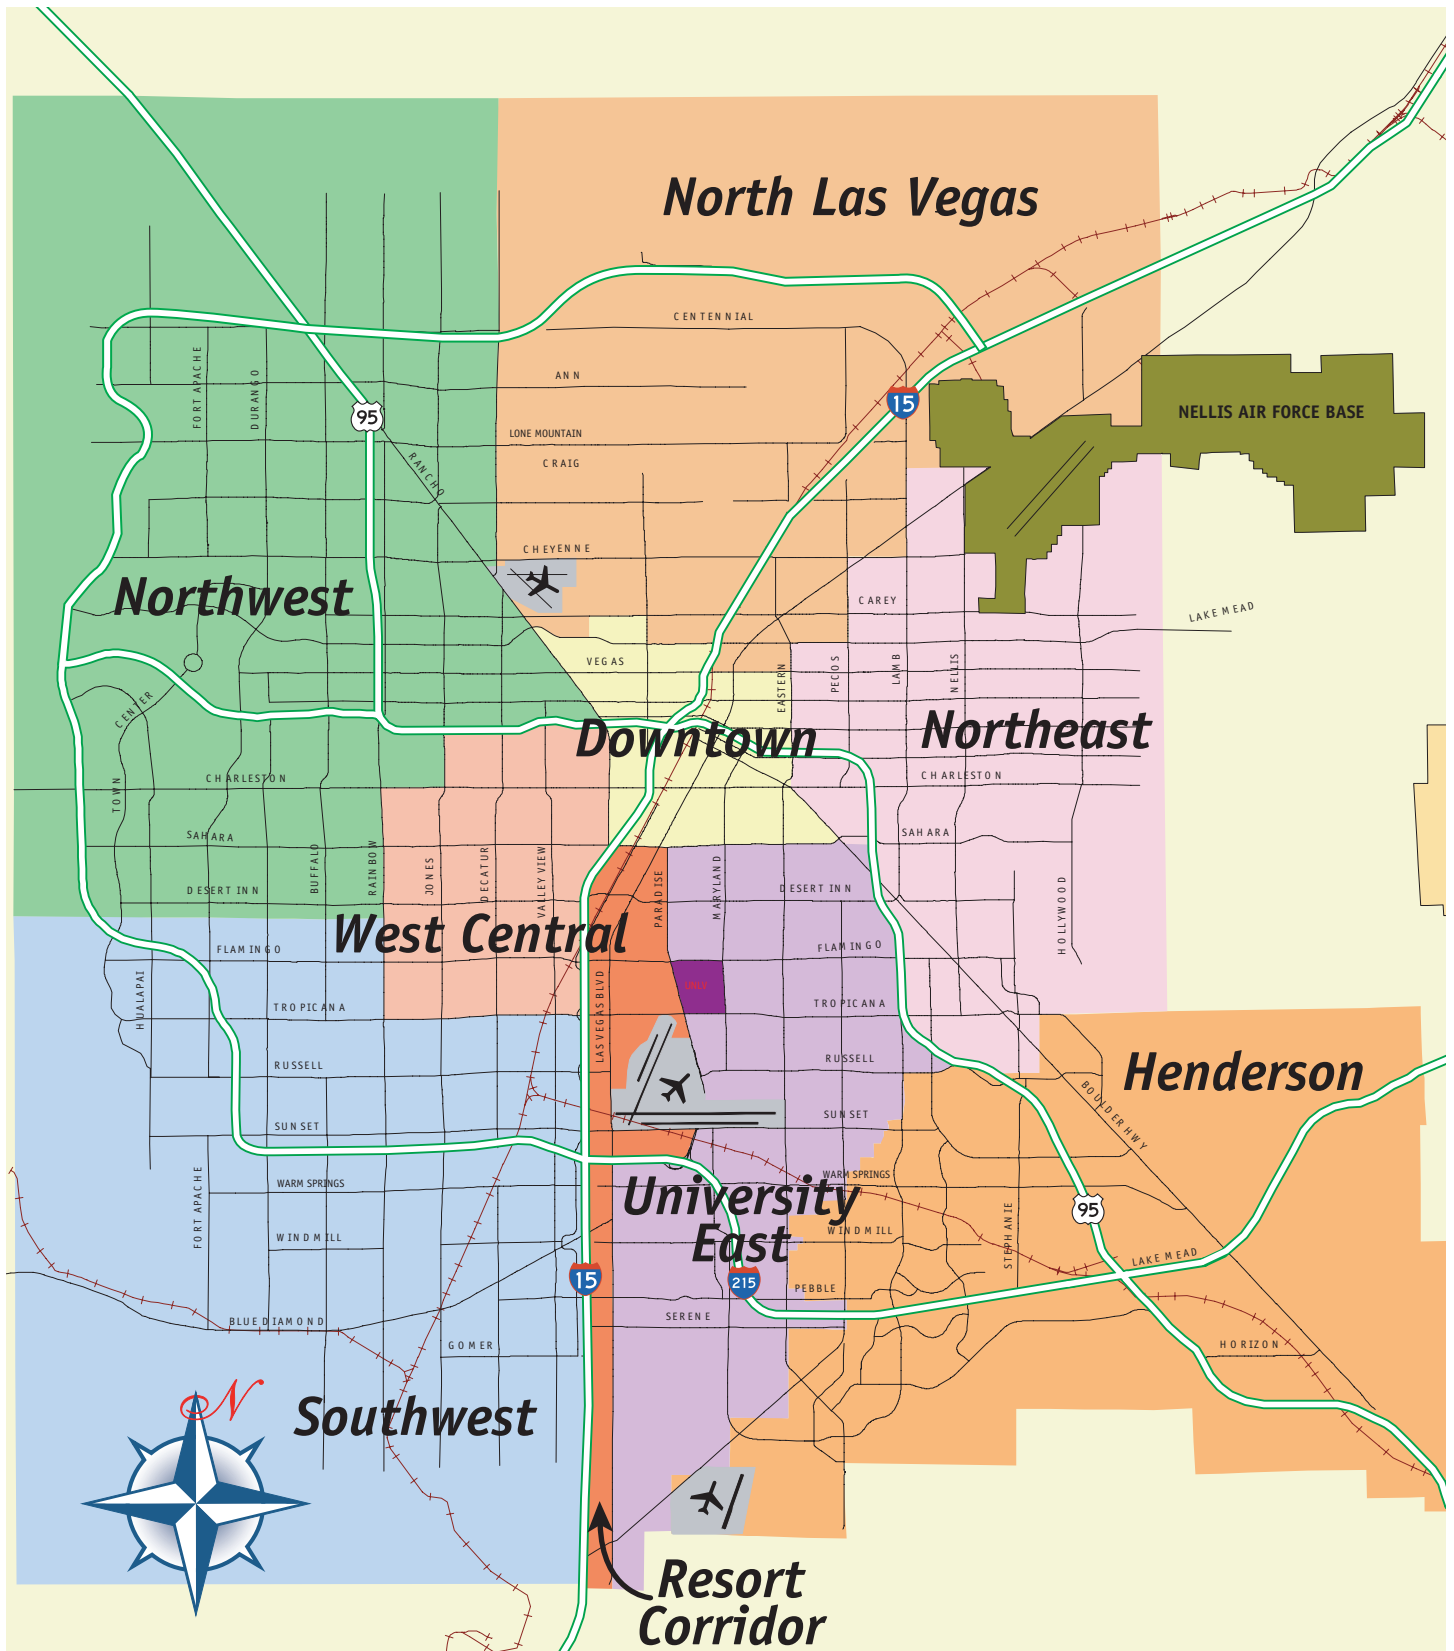 North Las Vegas
CENTENNIAL
FORT APACHE
DURANGO
ANN
95
15
NELLIS AIR FORCE BASE
LONE MOUNTAIN
CRAIG
RANCHO
CHEYENNE
Northwest
CAREY
LAKE MEAD
VEGAS
EASTERN
PECOS
LAMB
NELLIS
CENTER
Downtown
Northeast
TOWN
CHARLESTON
CHARLESTON
SAHARA
SAHARA
BUFFALO
RAINBOW
JONES
DECATUR
VALLEY VIEW
PARADISE
MARYLAND
DESERT INN
DESERT INN
HOLLYWOOD
West Central
FLAMINGO
FLAMINGO
HUALAPAI
UNLV
TROPICANA
TROPICANA
LAS VEGAS BLVD
RUSSELL
RUSSELL
Henderson
BOULDER HWY
SUNSET
SUNSET
FORT APACHE
WARM SPRINGS
WARM SPRINGS
University
East
95
STEPHANIE
WINDMILL
WINDMILL
LAKE MEAD
15
215
PEBBLE
BLUE DIAMOND
SERENE
GOMER
HORIZON
N
Southwest
Resort
Corridor